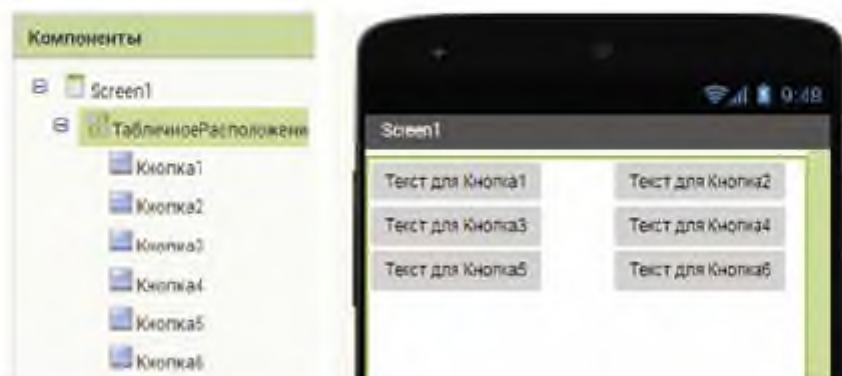 Компоненты
Screen1
ТабличноеРасположени
Кнопка1
Кнопка2
Кнопка3
Кнопка4
Кнопка5
Кнопка6
9:48
Screen1
Текст для Кнопка1 Текст для Кнопка2
Текст для Кнопка3 Текст для Кнопка4
Текст для Кнопка5 Текст для Кнопка6